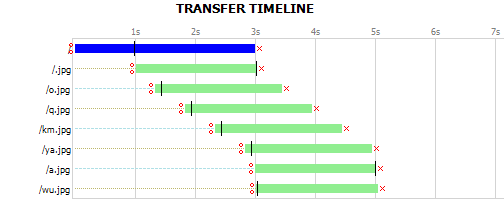 TRANSFER TIMELINE
1s 2s 3s 4s 5s 6s 7s
/
/.jpg
/o.jpg
/q.jpg
/km.jpg
/ya.jpg
/a.jpg
/wu.jpg